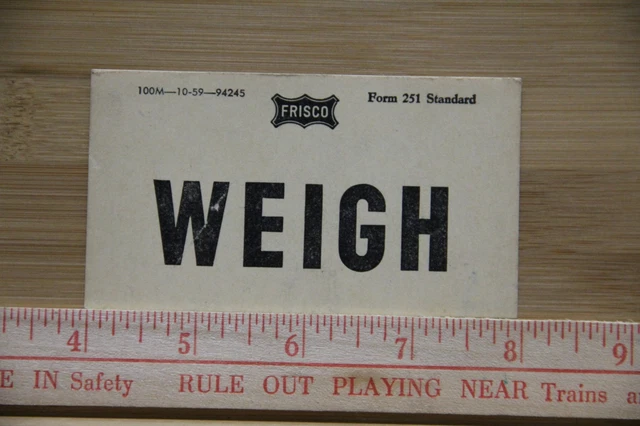 100M—10-59—94245
FRISCO
Form 251 Standard
WEIGH
4 5 6 7 8 9
E IN Safety RULE OUT PLAYING NEAR Trains a